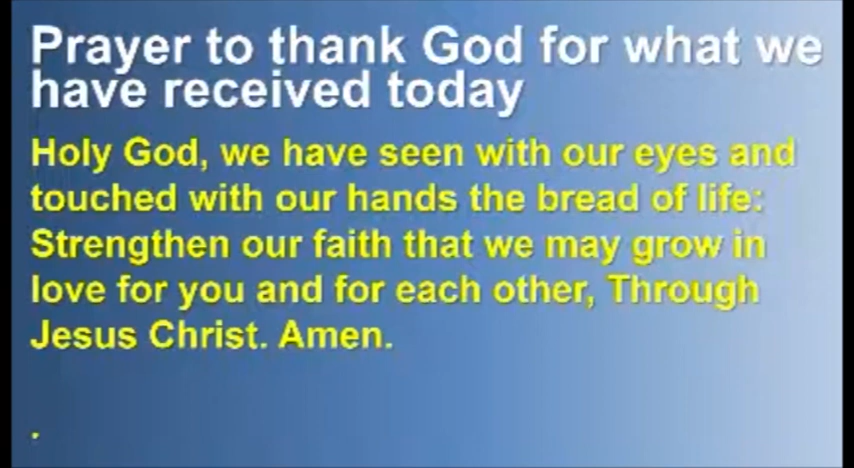 Prayer to thank God for what we
have received today
Holy God, we have seen with our eyes and
touched with our hands the bread of life:
Strengthen our faith that we may grow in
love for you and for each other, Through
Jesus Christ. Amen.
.